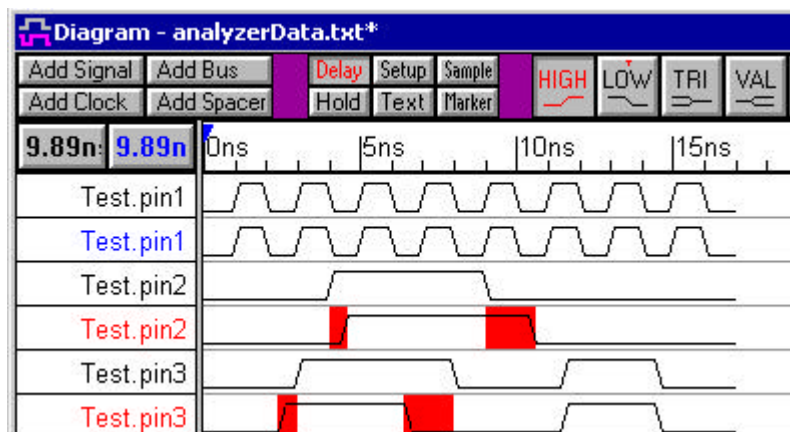 Diagram - analyzerData.txt*
Add Signal Add Bus Delay Setup Sample HIGH LOW TRI VAL
Add Clock Add Spacer Hold Text Marker
9.89n: 9.89n 0ns 5ns 10ns 15ns
Test.pin1
Test.pin1
Test.pin2
Test.pin2
Test.pin3
Test.pin3